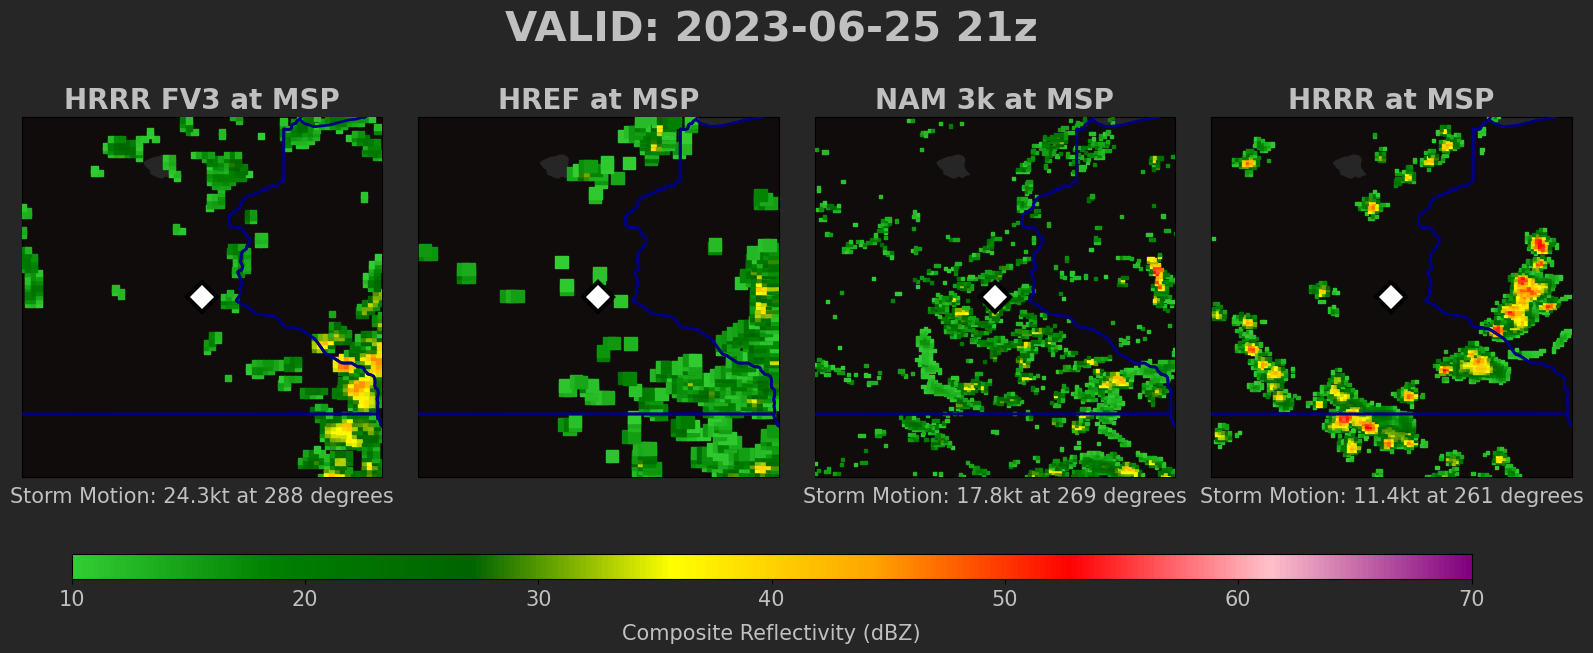 VALID: 2023-06-25 21z
HRRR FV3 at MSP
HREF at MSP
NAM 3k at MSP
HRRR at MSP
Storm Motion: 24.3kt at 288 degrees
Storm Motion: 17.8kt at 269 degrees
Storm Motion: 11.4kt at 261 degrees
10 20 30 40 50 60 70
Composite Reflectivity (dBZ)